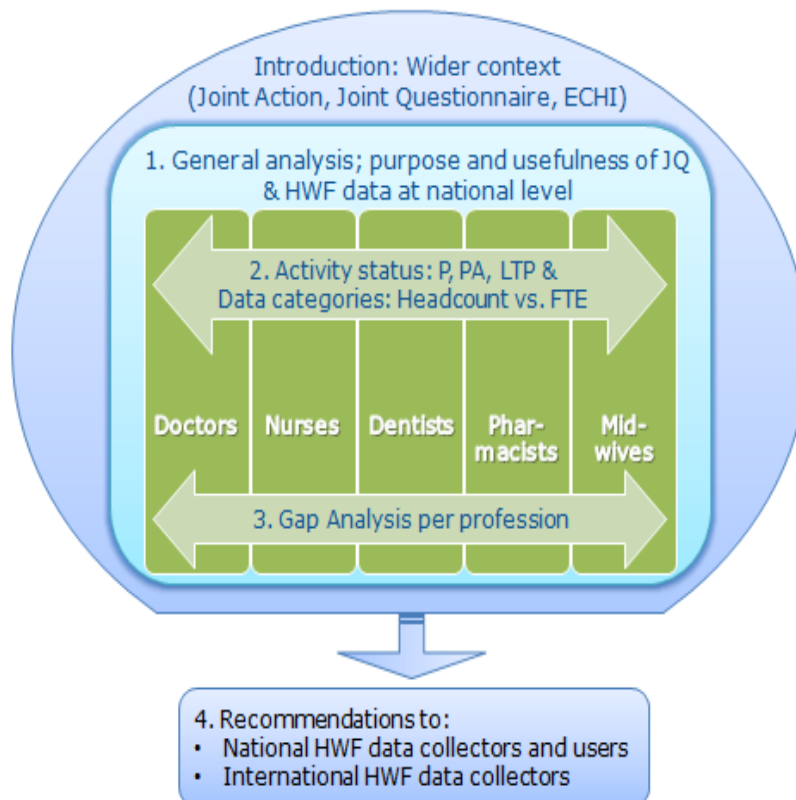 Introduction: Wider context
(Joint Action, Joint Questionnaire, ECHI)
1. General analysis; purpose and usefulness of JQ
& HWF data at national level
2. Activity status: P, PA, LTP &
Data categories: Headcount vs. FTE
Doctors
Nurses
Dentists
Phar-
macists
Mid-
wives
3. Gap Analysis per profession
4. Recommendations to:
• National HWF data collectors and users
• International HWF data collectors